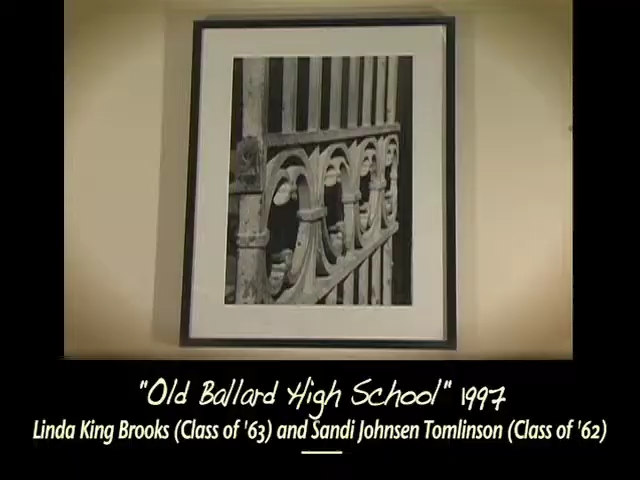 "Old Ballard High School" 1997
Linda King Brooks (Class of '63) and Sandi Johnsen Tomlinson (Class of '62)